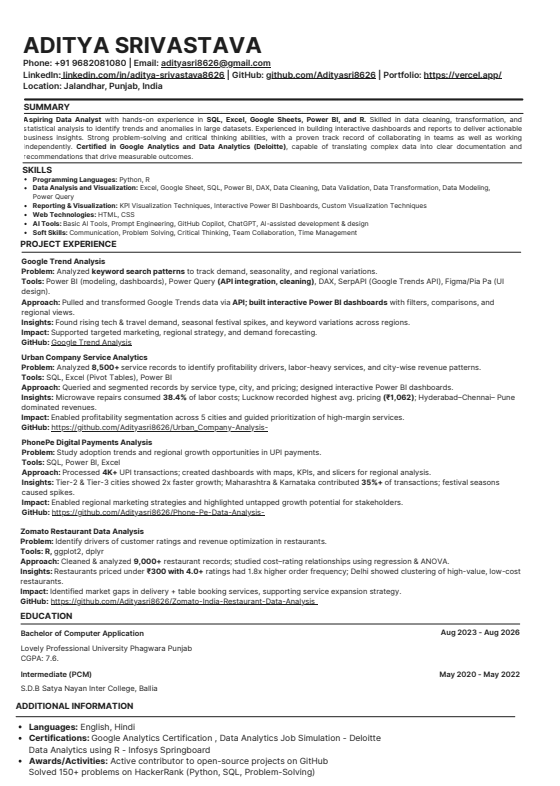 ADITYA SRIVASTAVA
Phone: +91 9682081080 | Email: adityasri8626@gmail.com
LinkedIn: linkedin.com/in/aditya-srivastava8626 | GitHub: github.com/Adityasri8626 | Portfolio: https://vercel.app/
Location: Jalandhar, Punjab, India
SUMMARY
Aspiring Data Analyst with hands-on experience in SQL, Excel, Google Sheets, Power BI, and R. Skilled in data cleaning, transformation, and
statistical analysis to identify trends and anomalies in large datasets. Experienced in building interactive dashboards and reports to deliver actionable
business insights. Strong problem-solving and critical thinking abilities, with a proven track record of collaborating in teams as well as working
independently. Certified in Google Analytics and Data Analytics (Deloitte), capable of translating complex data into clear documentation and
recommendations that drive measurable outcomes.
SKILLS
• Programming Languages: Python, R
• Data Analysis and Visualization: Excel, Google Sheet, SQL, Power BI, DAX, Data Cleaning, Data Validation, Data Transformation, Data Modeling,
Power Query
• Reporting & Visualization: KPI Visualization Techniques, Interactive Power BI Dashboards, Custom Visualization Techniques
• Web Technologies: HTML, CSS
• AI Tools: Basic AI Tools, Prompt Engineering, GitHub Copilot, ChatGPT, AI-assisted development & design
• Soft Skills: Communication, Problem Solving, Critical Thinking, Team Collaboration, Time Management
PROJECT EXPERIENCE
Google Trend Analysis
Problem: Analyzed keyword search patterns to track demand, seasonality, and regional variations.
Tools: Power BI (modeling, dashboards), Power Query (API integration, cleaning), DAX, SerpAPI (Google Trends API), Figma/Pia Pa (UI
design).
Approach: Pulled and transformed Google Trends data via API; built interactive Power BI dashboards with filters, comparisons, and
regional views.
Insights: Found rising tech & travel demand, seasonal festival spikes, and keyword variations across regions.
Impact: Supported targeted marketing, regional strategy, and demand forecasting.
GitHub: Google Trend Analysis
Urban Company Service Analytics
Problem: Analyzed 8,500+ service records to identify profitability drivers, labor-heavy services, and city-wise revenue patterns.
Tools: SQL, Excel (Pivot Tables), Power BI
Approach: Queried and segmented records by service type, city, and pricing; designed interactive Power BI dashboards.
Insights: Microwave repairs consumed 38.4% of labor costs; Lucknow recorded highest avg. pricing (₹1,062); Hyderabad–Chennai– Pune
dominated revenues.
Impact: Enabled profitability segmentation across 5 cities and guided prioritization of high-margin services.
GitHub: https://github.com/Adityasri8626/Urban_Company-Analysis-
PhonePe Digital Payments Analysis
Problem: Study adoption trends and regional growth opportunities in UPI payments.
Tools: SQL, Power BI, Excel
Approach: Processed 4K+ UPI transactions; created dashboards with maps, KPIs, and slicers for regional analysis.
Insights: Tier-2 & Tier-3 cities showed 2x faster growth; Maharashtra & Karnataka contributed 35%+ of transactions; festival seasons
caused spikes.
Impact: Enabled regional marketing strategies and highlighted untapped growth potential for stakeholders.
GitHub: https://github.com/Adityasri8626/Phone-Pe-Data-Analysis-
Zomato Restaurant Data Analysis
Problem: Identify drivers of customer ratings and revenue optimization in restaurants.
Tools: R, ggplot2, dplyr
Approach: Cleaned & analyzed 9,000+ restaurant records; studied cost–rating relationships using regression & ANOVA.
Insights: Restaurants priced under ₹300 with 4.0+ ratings had 1.8x higher order frequency; Delhi showed clustering of high-value, low-cost
restaurants.
Impact: Identified market gaps in delivery + table booking services, supporting service expansion strategy.
GitHub: https://github.com/Adityasri8626/Zomato-India-Restaurant-Data-Analysis
EDUCATION
Bachelor of Computer Application Aug 2023 - Aug 2026
Lovely Professional University Phagwara Punjab
CGPA: 7.6.
Intermediate (PCM) May 2020 - May 2022
S.D.B Satya Nayan Inter College, Ballia
ADDITIONAL INFORMATION
• Languages: English, Hindi
• Certifications: Google Analytics Certification , Data Analytics Job Simulation - Deloitte
Data Analytics using R - Infosys Springboard
• Awards/Activities: Active contributor to open-source projects on GitHub
Solved 150+ problems on HackerRank (Python, SQL, Problem-Solving)